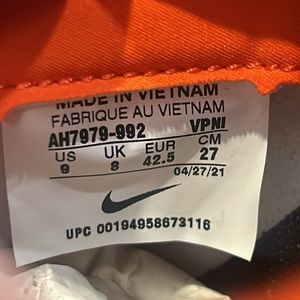 MADE IN VIETNAM
FABRIQUE AU VIETNAM
AH7979-992 VPNI
US UK EUR CM
9 8 42.5 27
04/27/21
UPC 00194958673116